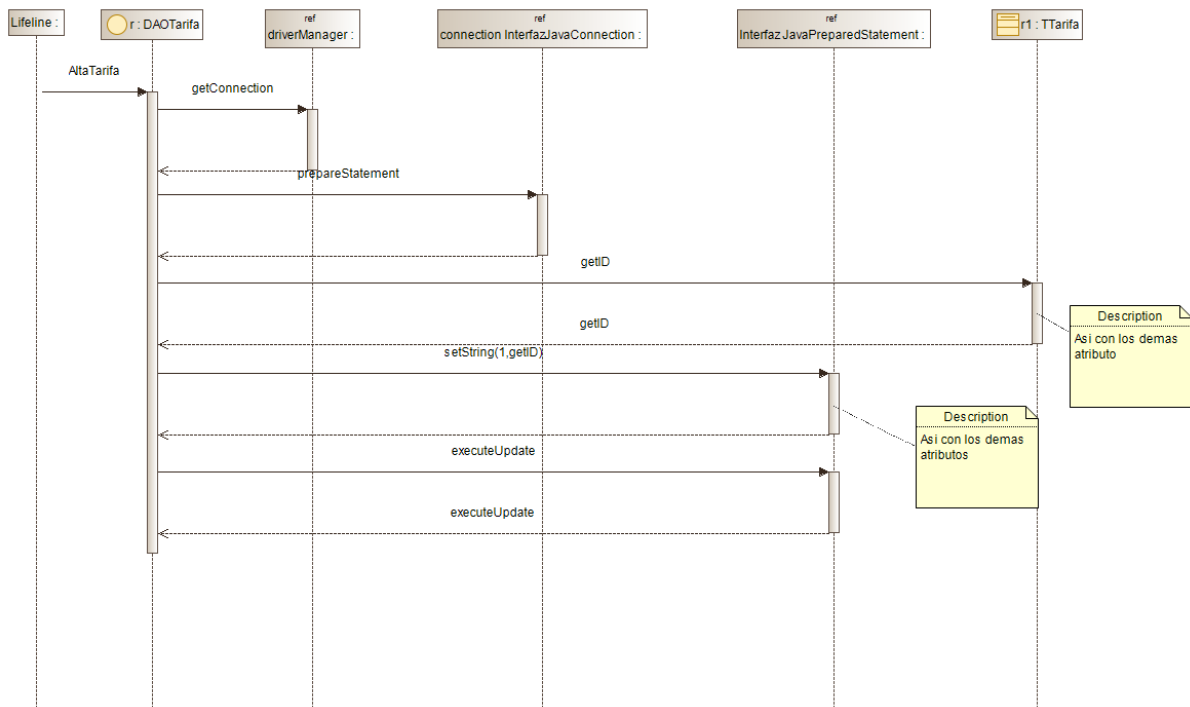 Lifeline :
r : DAOTarifa
ref
driverManager :
ref
connection InterfazJavaConnection :
ref
InterfazJavaPreparedStatement :
r1 : TTarifa
AltaTarifa
getConnection
prepareStatement
getID
getID
setString(1,getID)
executeUpdate
executeUpdate
Description
Asi con los demas
atributo
Description
Asi con los demas
atributos